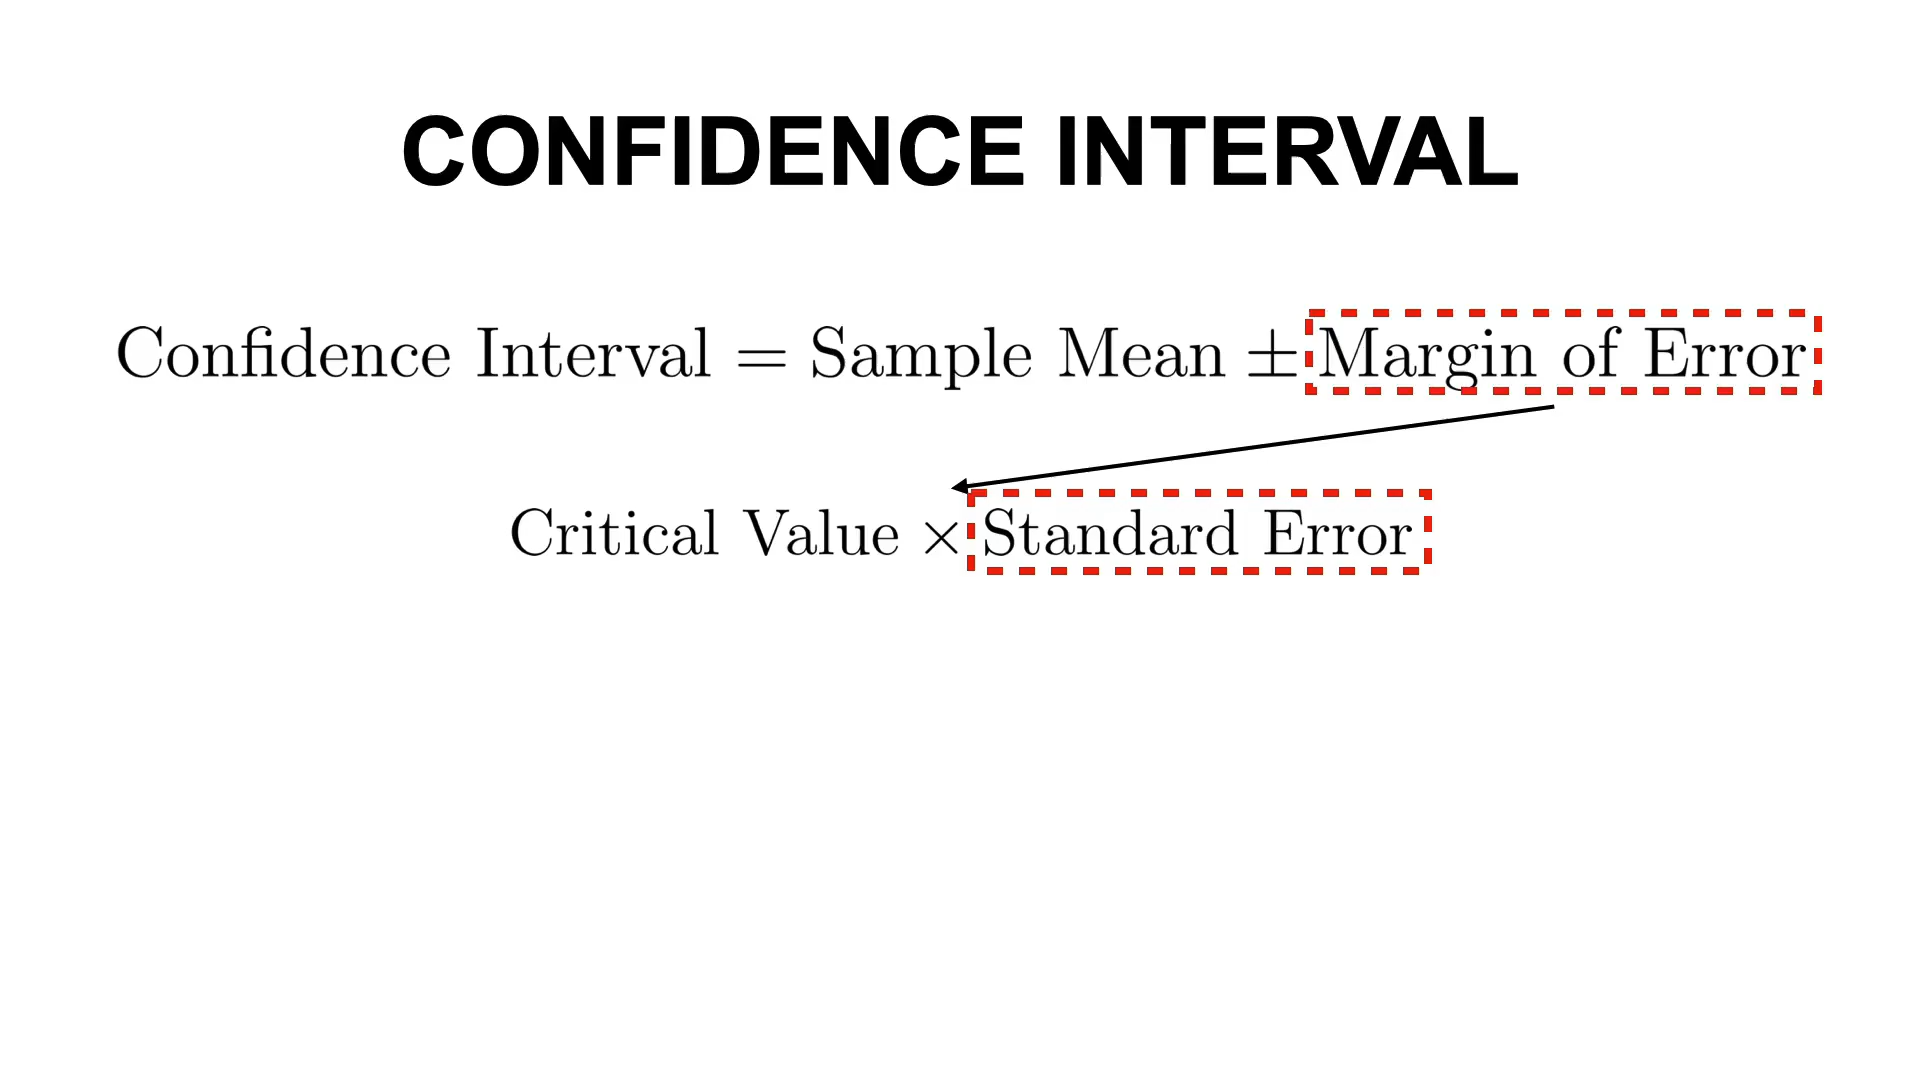 CONFIDENCE INTERVAL
Confidence Interval = Sample Mean ± Margin of Error
Critical Value × Standard Error